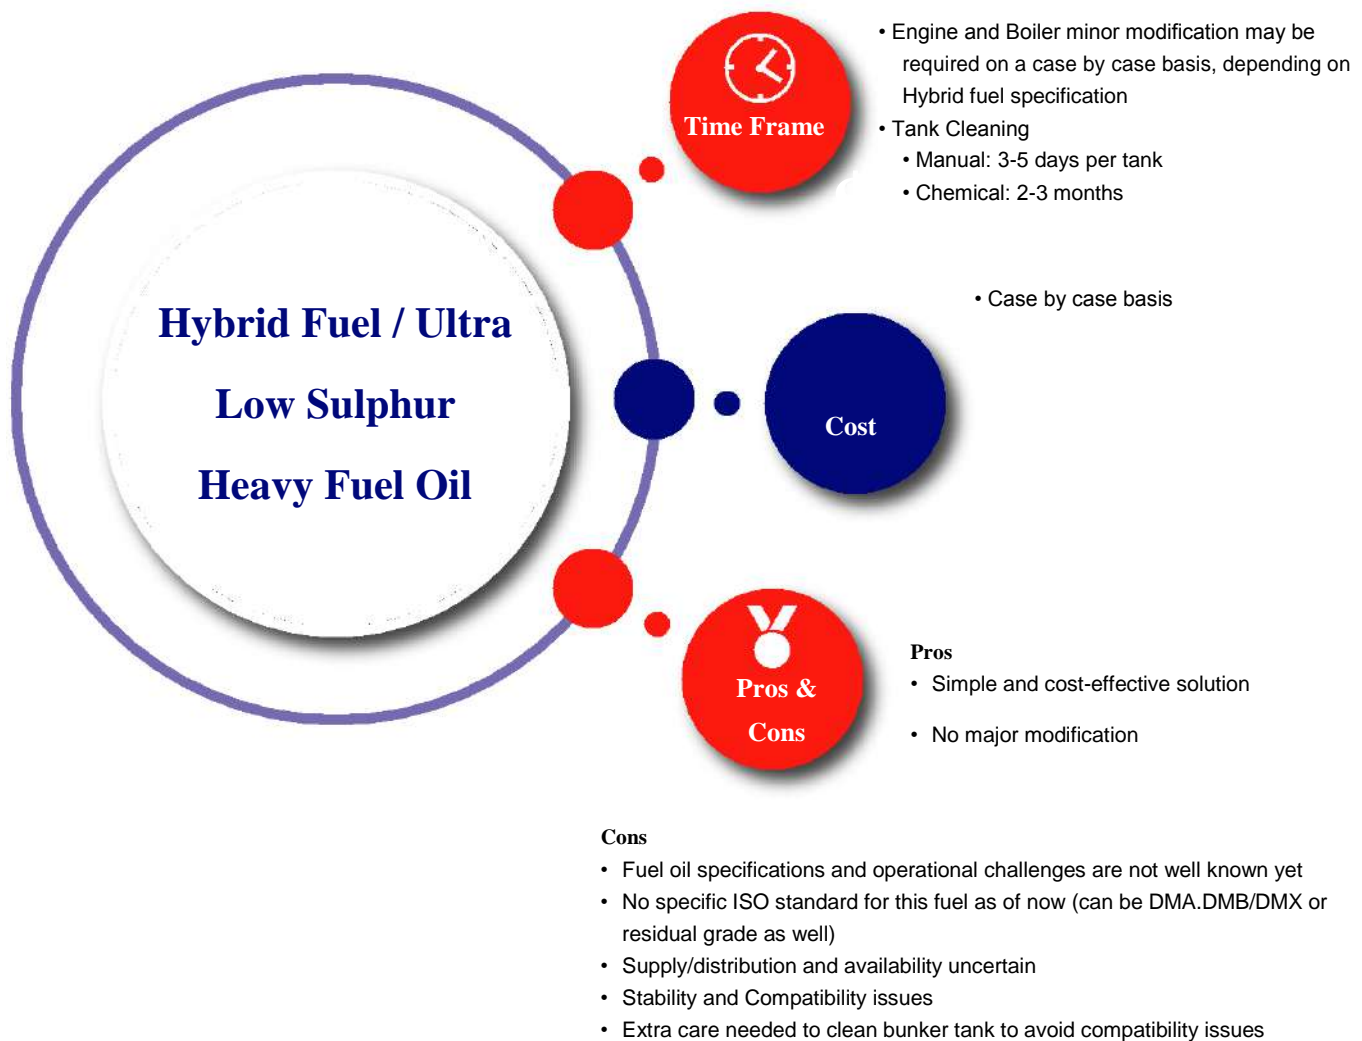 Hybrid Fuel / Ultra
Low Sulphur
Heavy Fuel Oil
Time Frame
• Engine and Boiler minor modification may be
required on a case by case basis, depending on
Hybrid fuel specification
• Tank Cleaning
• Manual: 3-5 days per tank
• Chemical: 2-3 months
Cost
• Case by case basis
Pros &
Cons
Pros
• Simple and cost-effective solution
• No major modification
Cons
• Fuel oil specifications and operational challenges are not well known yet
• No specific ISO standard for this fuel as of now (can be DMA.DMB/DMX or
residual grade as well)
• Supply/distribution and availability uncertain
• Stability and Compatibility issues
• Extra care needed to clean bunker tank to avoid compatibility issues